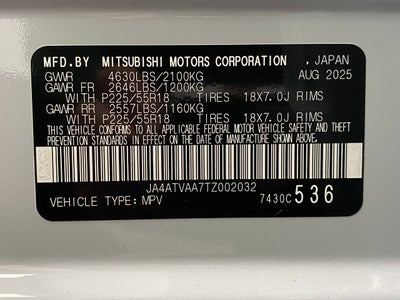 MFD.BY MITSUBISHI MOTORS CORPORATION ,JAPAN
GVWR 4630LBS/2100KG AUG 2025
GAWR FR 2646LBS/1200KG
WITH P225/55R18 TIRES 18X7.0J RIMS
GAWR RR 2557LBS/1160KG
WITH P225/55R18 TIRES 18X7.0J RIMS
THIS VEHICLE CONFORMS TO ALL APPLICABLE
FEDERAL MOTOR VEHICLE SAFETY AND THEFT PREVENTION STANDARDS
IN EFFECT ON THE DATE OF MANUFACTURE SHOWN ABOVE.
JA4ATVAA7TZ002032
VEHICLE TYPE: MPV 7430C 536